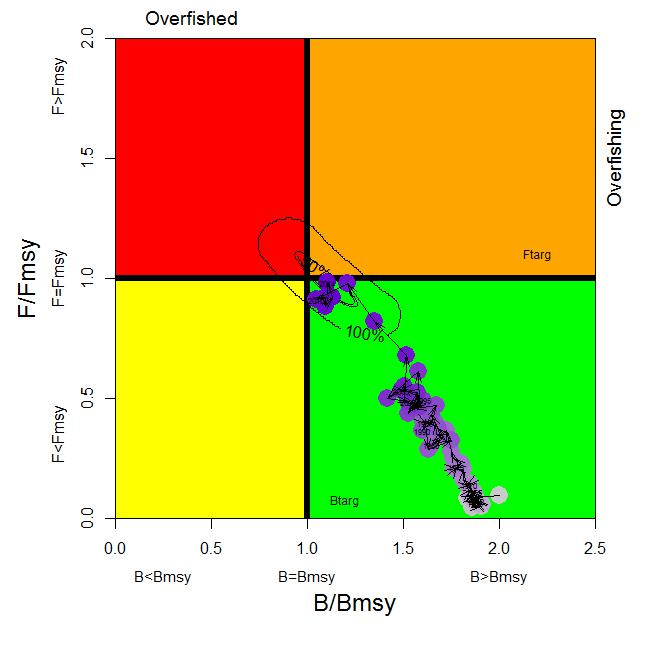 Overfished
2.0
F>Fmsy
1.5
Overfishing
Ftarg
F/Fmsy
F=Fmsy
1.0
100%
0.5
F<Fmsy
Btarg
0.0
0.0 0.5 1.0 1.5 2.0 2.5
B<Bmsy B=Bmsy B>Bmsy
B/Bmsy